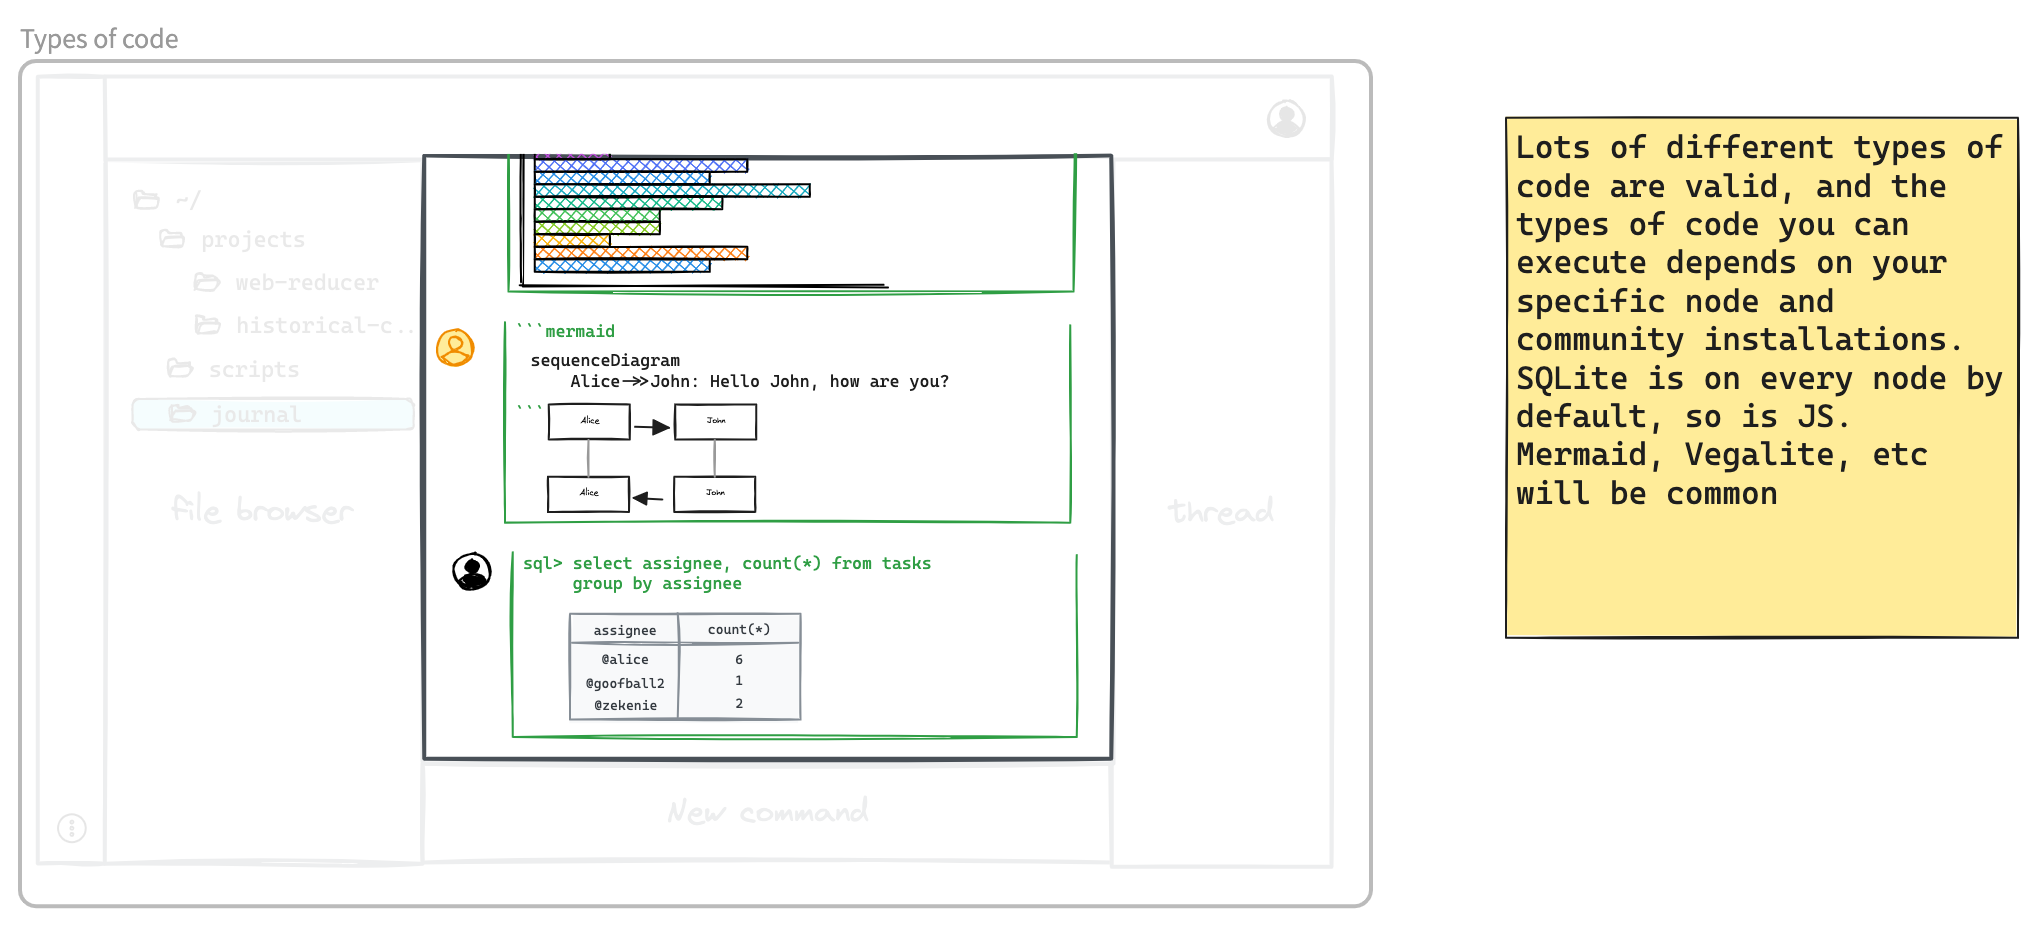 Types of code
~/
projects
web-reducer
historical-c..
scripts
journal
file browser
```mermaid
sequenceDiagram
Alice->>John: Hello John, how are you?
```
Alice
John
Alice
John
sql> select assignee, count(*) from tasks
group by assignee
assignee count(*)
@alice 6
@goofball2 1
@zekenie 2
New command
thread
Lots of different types of
code are valid, and the
types of code you can
execute depends on your
specific node and
community installations.
SQLite is on every node by
default, so is JS.
Mermaid, Vegalite, etc
will be common